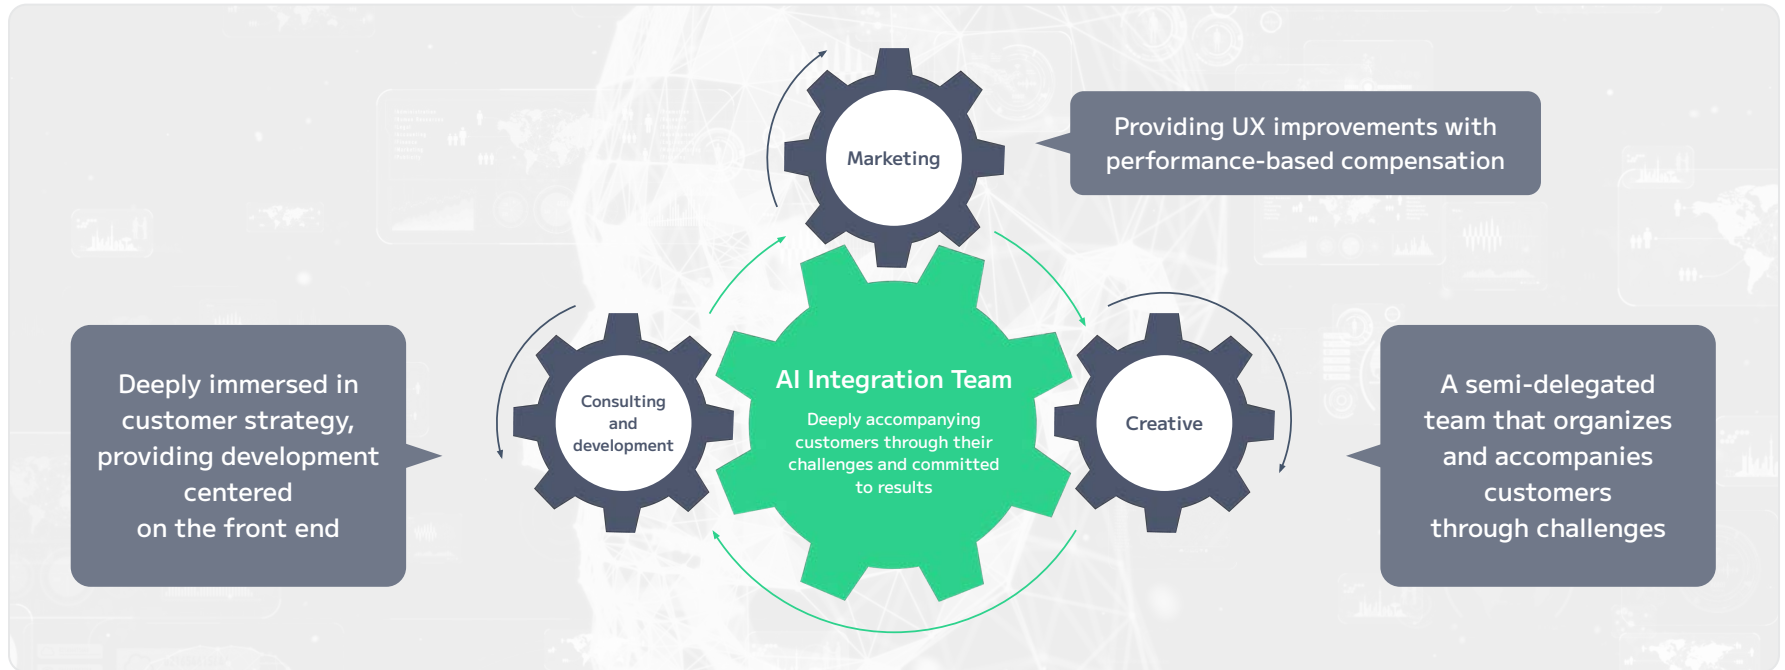 Marketing
Providing UX improvements with
performance-based compensation
Deeply immersed in
customer strategy,
providing development
centered
on the front end
Consulting
and
development
AI Integration Team
Deeply accompanying
customers through their
challenges and committed
to results
Creative
A semi-delegated
team that organizes
and accompanies
customers
through challenges